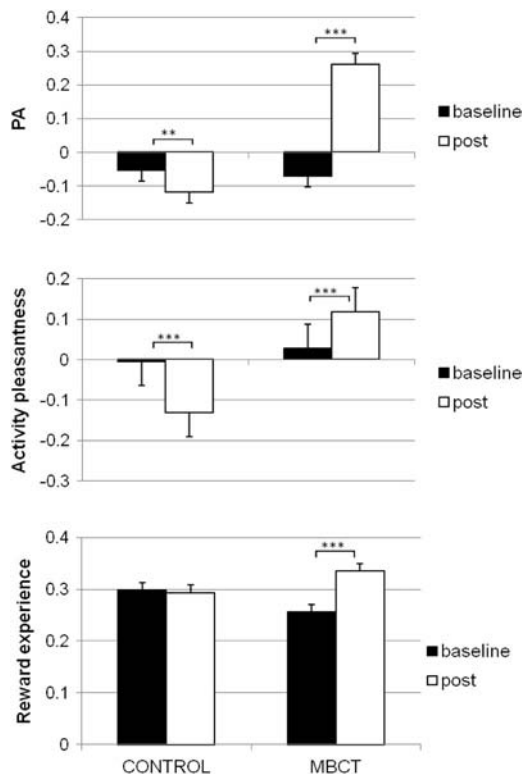 0.4
0.3
0.2
0.1
0
-0.1
-0.2
PA
**
***
baseline
post
0.2
0.1
0
-0.1
-0.2
-0.3
Activity pleasantness
***
***
baseline
post
0.4
0.3
0.2
0.1
0
Reward experience
***
baseline
post
CONTROL
MBCT